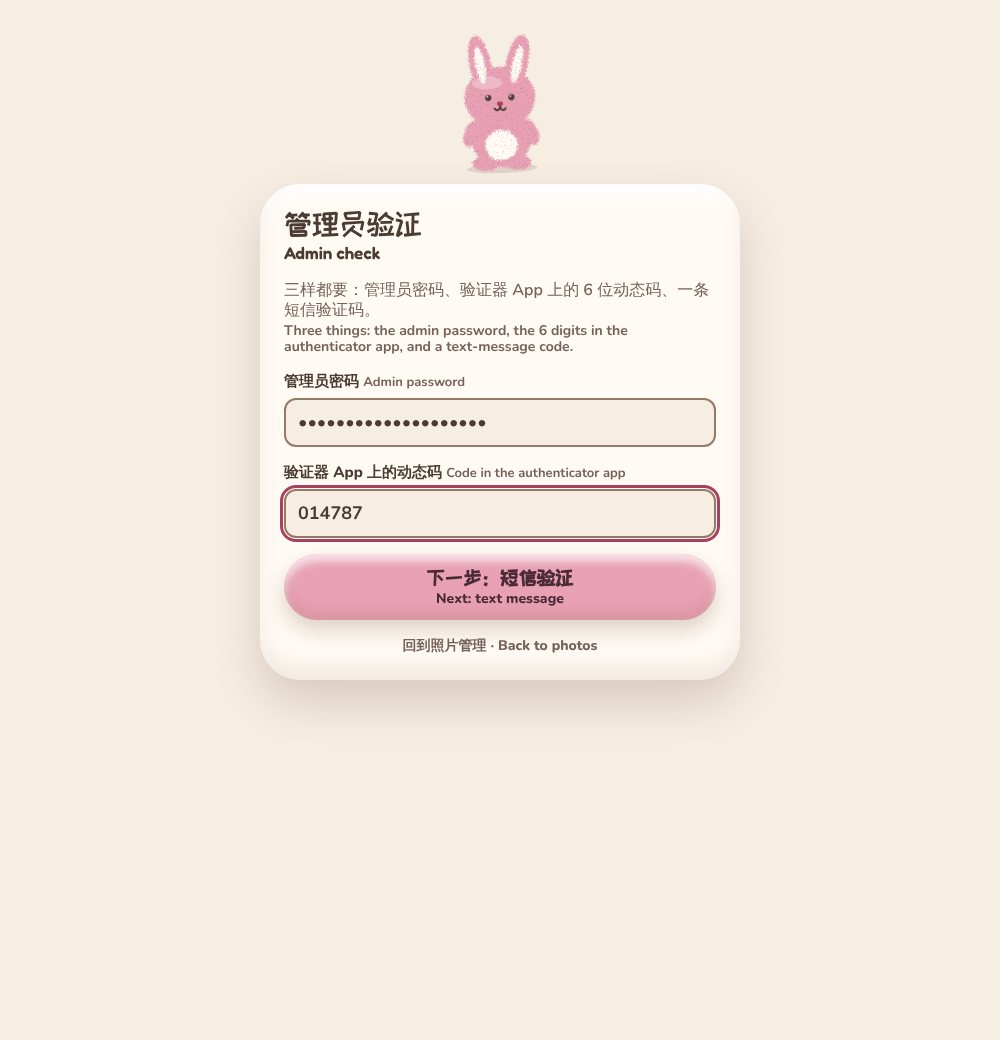 管理员验证
Admin check
三样都要：管理员密码、验证器 App 上的 6 位动态码、一条
短信验证码。
Three things: the admin password, the 6 digits in the
authenticator app, and a text-message code.
管理员密码 Admin password
••••••••••••••••••••
验证器 App 上的动态码 Code in the authenticator app
014787
下一步：短信验证
Next: text message
回到照片管理 · Back to photos